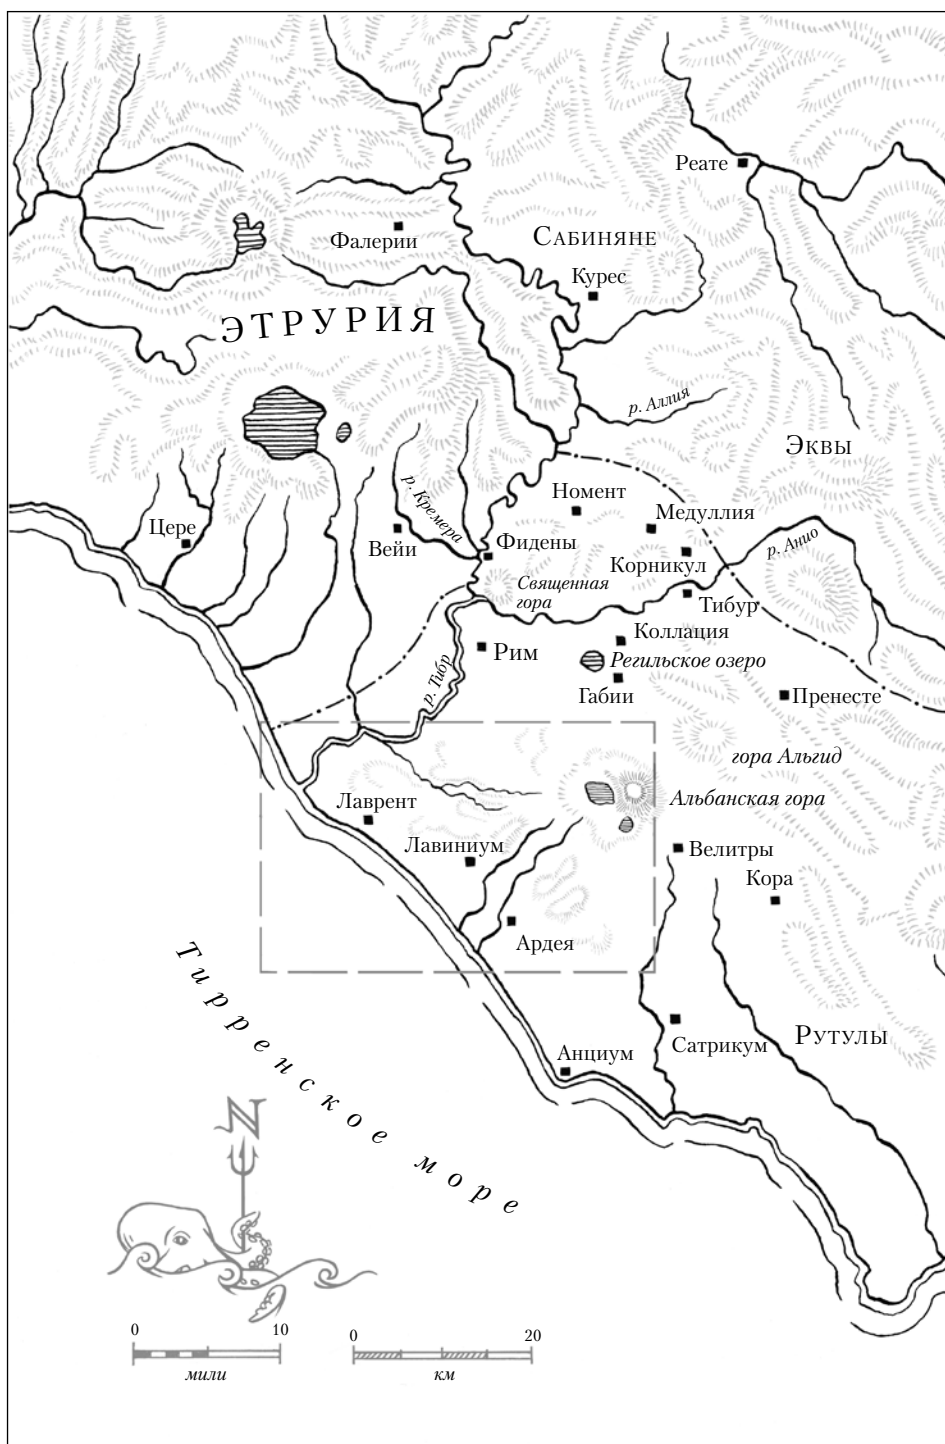 Реате
Фалерии
Сабиняне
Курес
ЭТРУРИЯ
р. Аллия
Эквы
р. Кремера
Номент
Медуллия
Цере
Вейи
Фидены
Корникул
р. Анио
Священная
гора
Тибур
Коллация
Рим
Регильское озеро
р. Тибр
Габии
Пренесте
гора Альгид
Лаврент
Альбанская гора
Лавиниум
Велитры
Кора
Ардея
Тирренское море
Рутулы
Сатрикум
Анциум
N
0 10
мили
0 20
км